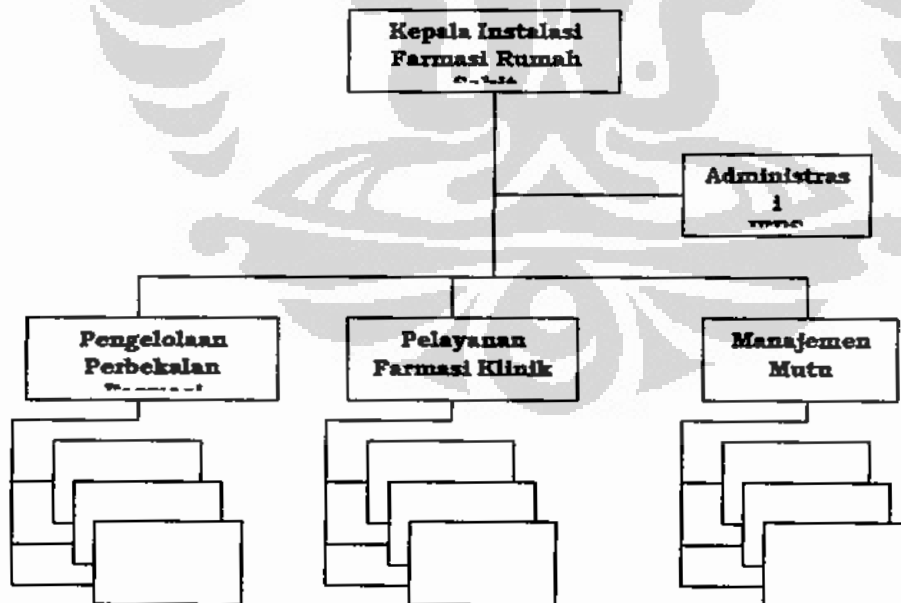 Kepala Instalasi
Farmasi Rumah
Administras
i
Pengelolaan
Perbekalan
Pelayanan
Farmasi Klinik
Manajemen
Mutu